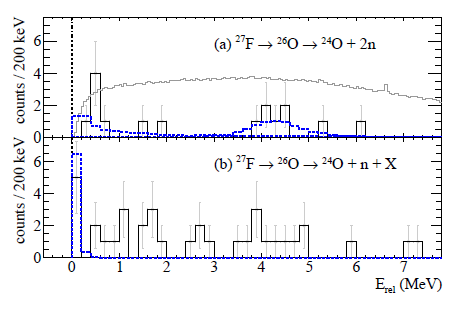 counts / 200 keV
6
4
2
0
(a) ²⁷F → ²⁶O → ²⁴O + 2n
counts / 200 keV
6
4
2
0
(b) ²⁷F → ²⁶O → ²⁴O + n + X
0 1 2 3 4 5 6 7
E_rel (MeV)